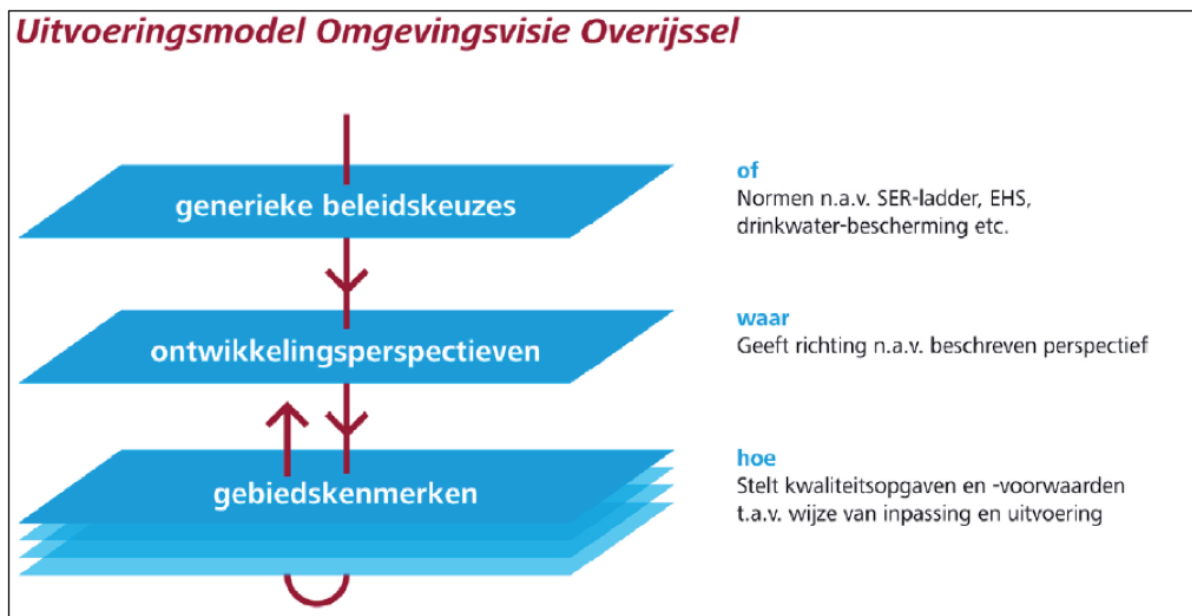 Uitvoeringsmodel Omgevingsvisie Overijssel
generieke beleidskeuzes
of
Normen n.a.v. SER-ladder, EHS,
drinkwater-bescherming etc.
ontwikkelingsperspectieven
waar
Geeft richting n.a.v. beschreven perspectief
gebiedskenmerken
hoe
Stelt kwaliteitsopgaven en -voorwaarden
t.a.v. wijze van inpassing en uitvoering